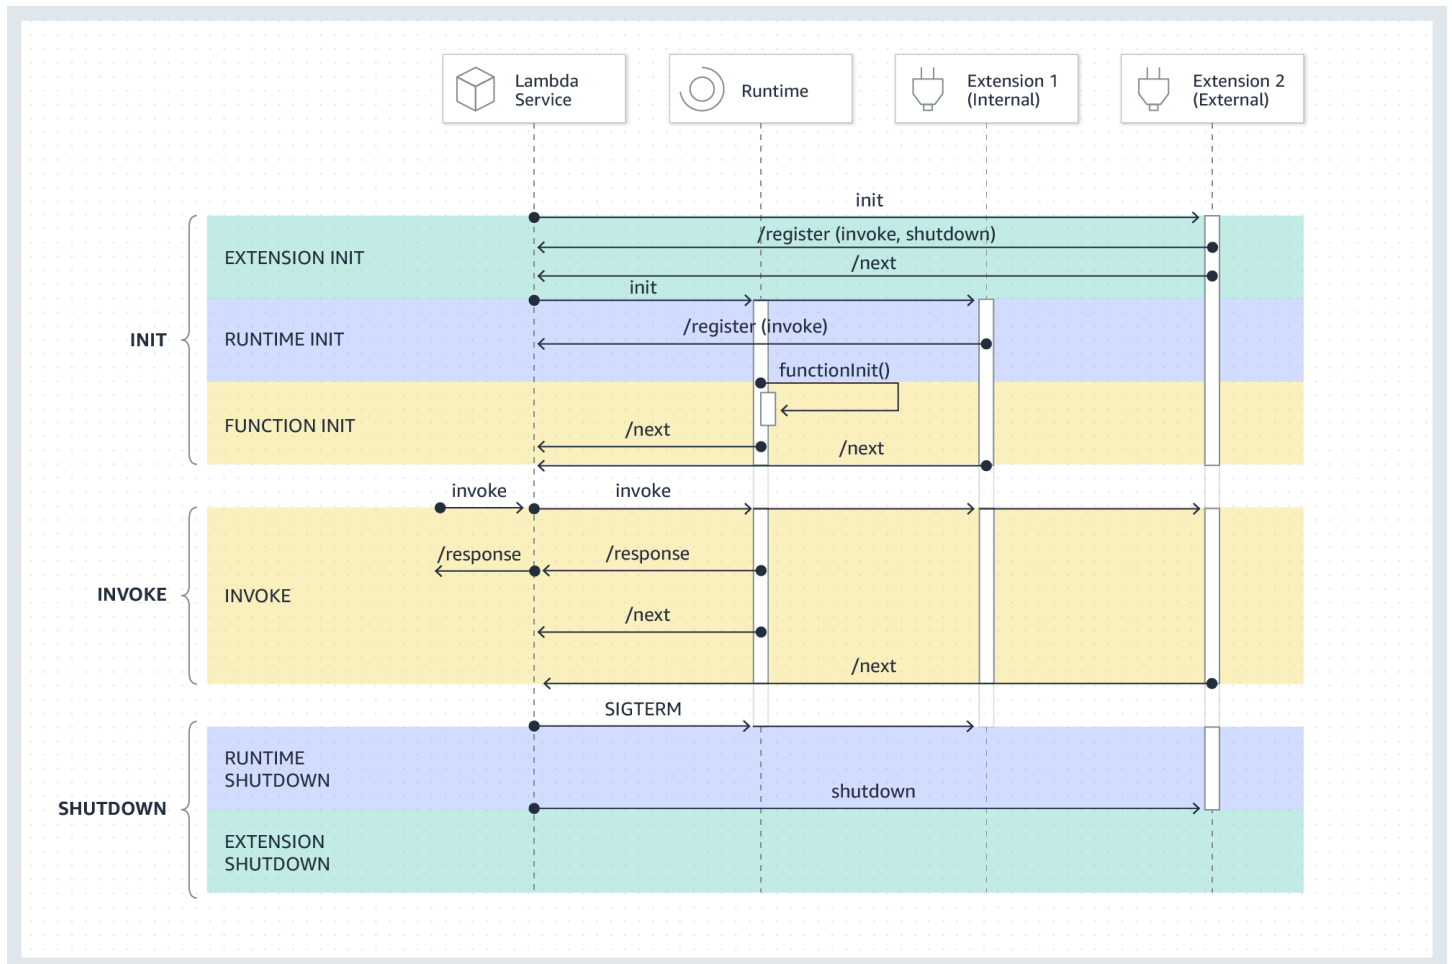 Lambda
Service
Runtime
Extension 1
(Internal)
Extension 2
(External)
init
/register (invoke, shutdown)
EXTENSION INIT
/next
init
/register (invoke)
INIT
RUNTIME INIT
functionInit()
FUNCTION INIT
/next
/next
invoke
invoke
/response
/response
INVOKE
INVOKE
/next
/next
SIGTERM
RUNTIME
SHUTDOWN
shutdown
SHUTDOWN
EXTENSION
SHUTDOWN